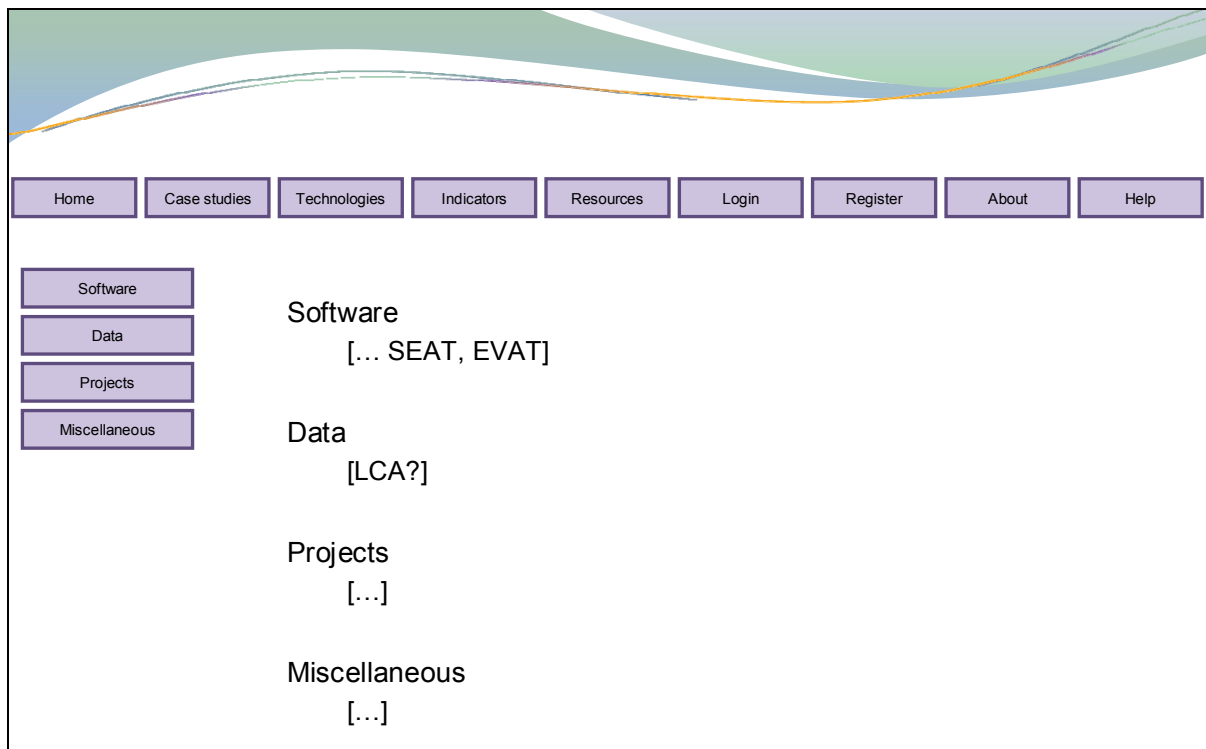 Home
Case studies
Technologies
Indicators
Resources
Login
Register
About
Help
Software
Data
Projects
Miscellaneous
Software
[… SEAT, EVAT]
Data
[LCA?]
Projects
[…]
Miscellaneous
[…]